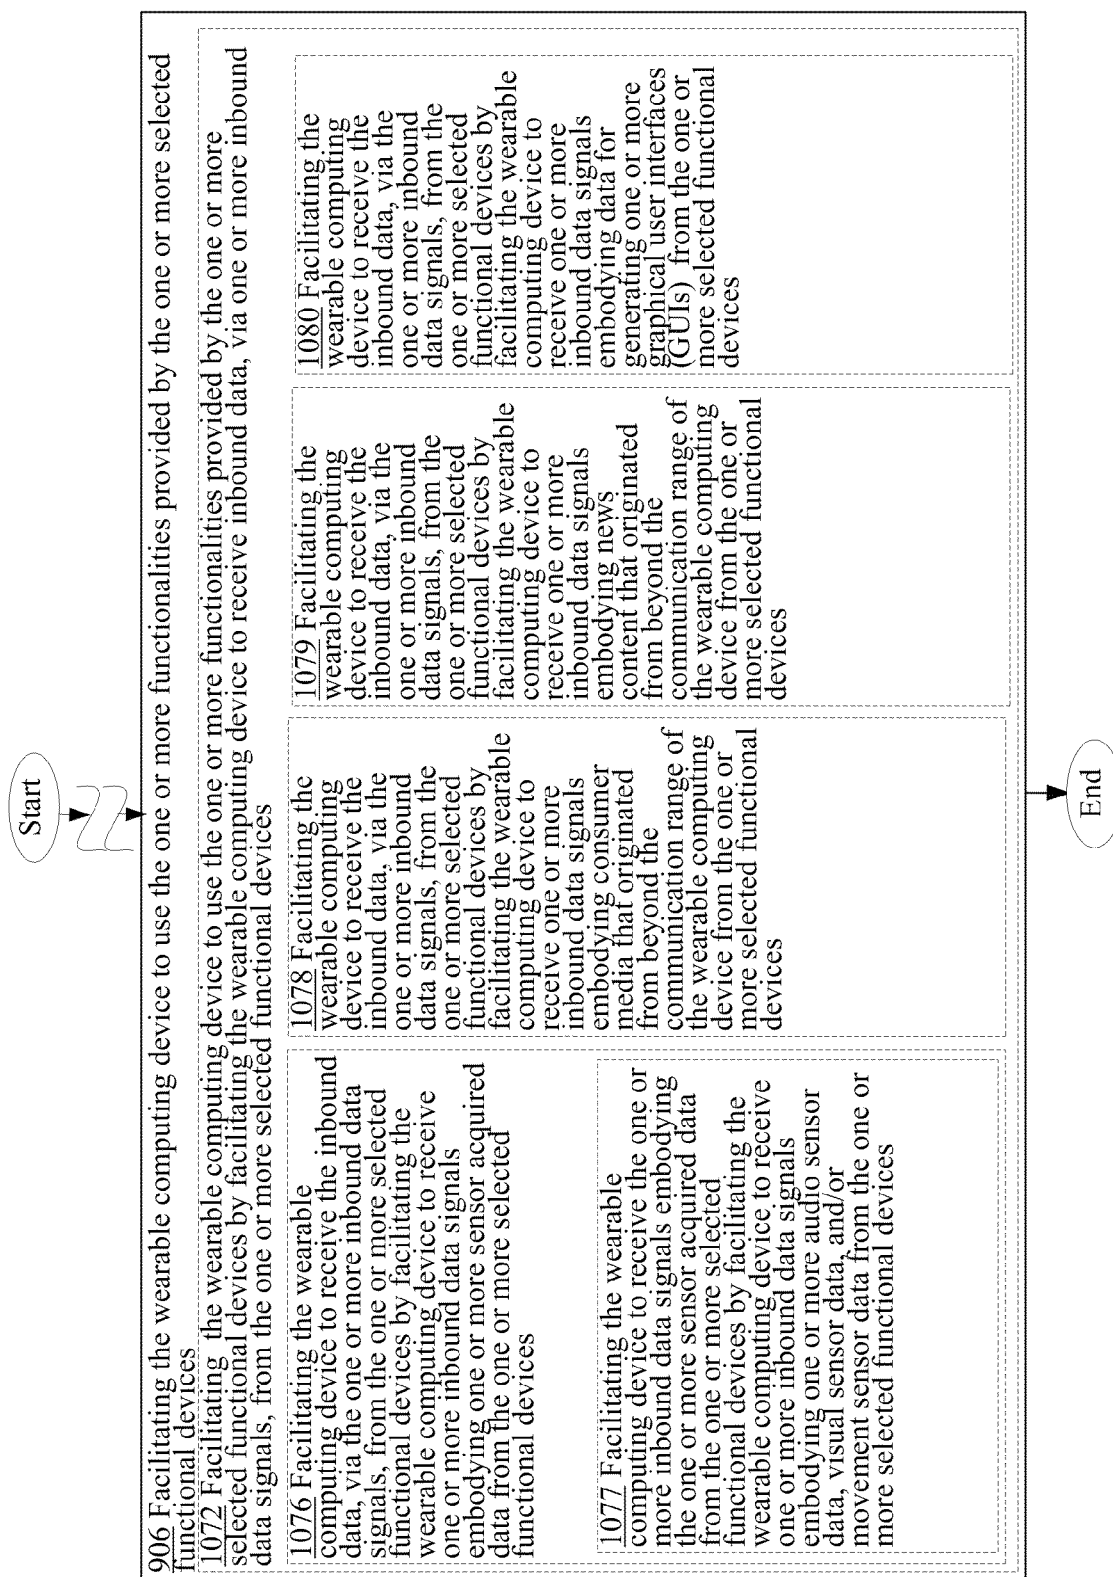 Start
906 Facilitating the wearable computing device to use the one or more functionalities provided by the one or more selected
functional devices
1072 Facilitating the wearable computing device to use the one or more functionalities provided by the one or more
selected functional devices by facilitating the wearable computing device to receive inbound data, via one or more inbound
data signals, from the one or more selected functional devices
1076 Facilitating the wearable
computing device to receive the inbound
data, via the one or more inbound data
signals, from the one or more selected
functional devices by facilitating the
wearable computing device to receive
one or more inbound data signals
embodying one or more sensor acquired
data from the one or more selected
functional devices
1077 Facilitating the wearable
computing device to receive the one or
more inbound data signals embodying
the one or more sensor acquired data
from the one or more selected
functional devices by facilitating the
wearable computing device to receive
one or more inbound data signals
embodying one or more audio sensor
data, visual sensor data, and/or
movement sensor data from the one or
more selected functional devices
1078 Facilitating the
wearable computing
device to receive the
inbound data, via the
one or more inbound
data signals, from the
one or more selected
functional devices by
facilitating the wearable
computing device to
receive one or more
inbound data signals
embodying consumer
media that originated
from beyond the
communication range of
the wearable computing
device from the one or
more selected functional
devices
1079 Facilitating the
wearable computing
device to receive the
inbound data, via the
one or more inbound
data signals, from the
one or more selected
functional devices by
facilitating the wearable
computing device to
receive one or more
inbound data signals
embodying news
content that originated
from beyond the
communication range of
the wearable computing
device from the one or
more selected functional
devices
1080 Facilitating the
wearable computing
device to receive the
inbound data, via the
one or more inbound
data signals, from the
one or more selected
functional devices by
facilitating the wearable
computing device to
receive one or more
inbound data signals
embodying data for
generating one or more
graphical user interfaces
(GUIs) from the one or
more selected functional
devices
End